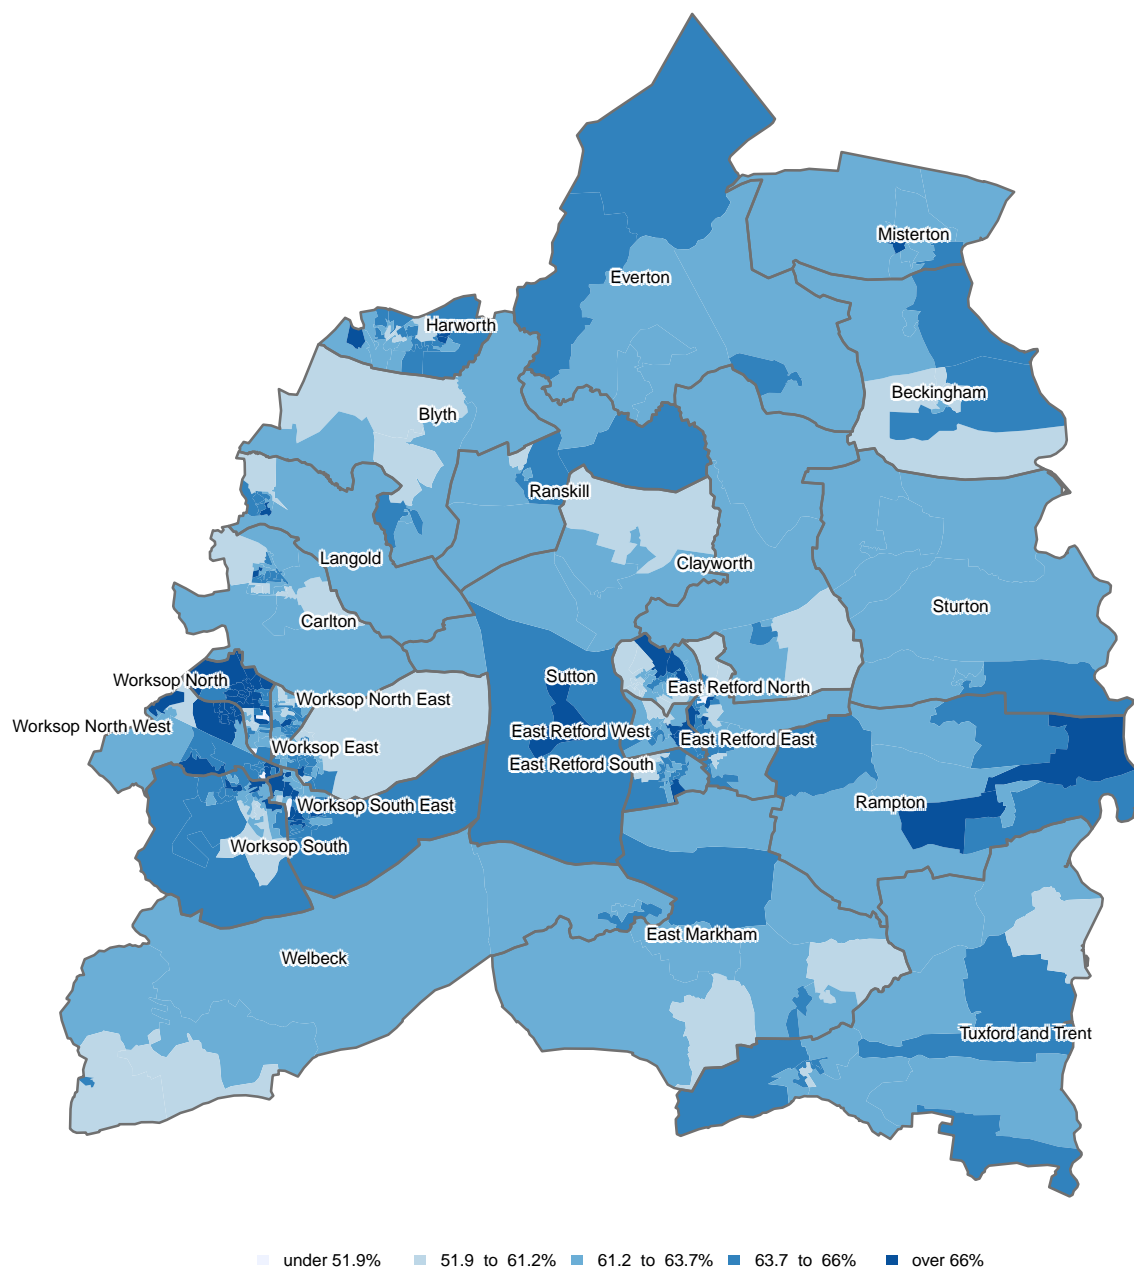 Misterton
Everton
Harworth
Beckingham
Blyth
Ranskill
Langold
Clayworth
Sturton
Carlton
Sutton
Worksop North
East Retford North
Worksop North East
Worksop North West
East Retford West
East Retford East
Worksop East
East Retford South
Rampton
Worksop South East
Worksop South
East Markham
Welbeck
Tuxford and Trent
under 51.9% 51.9 to 61.2% 61.2 to 63.7% 63.7 to 66% over 66%